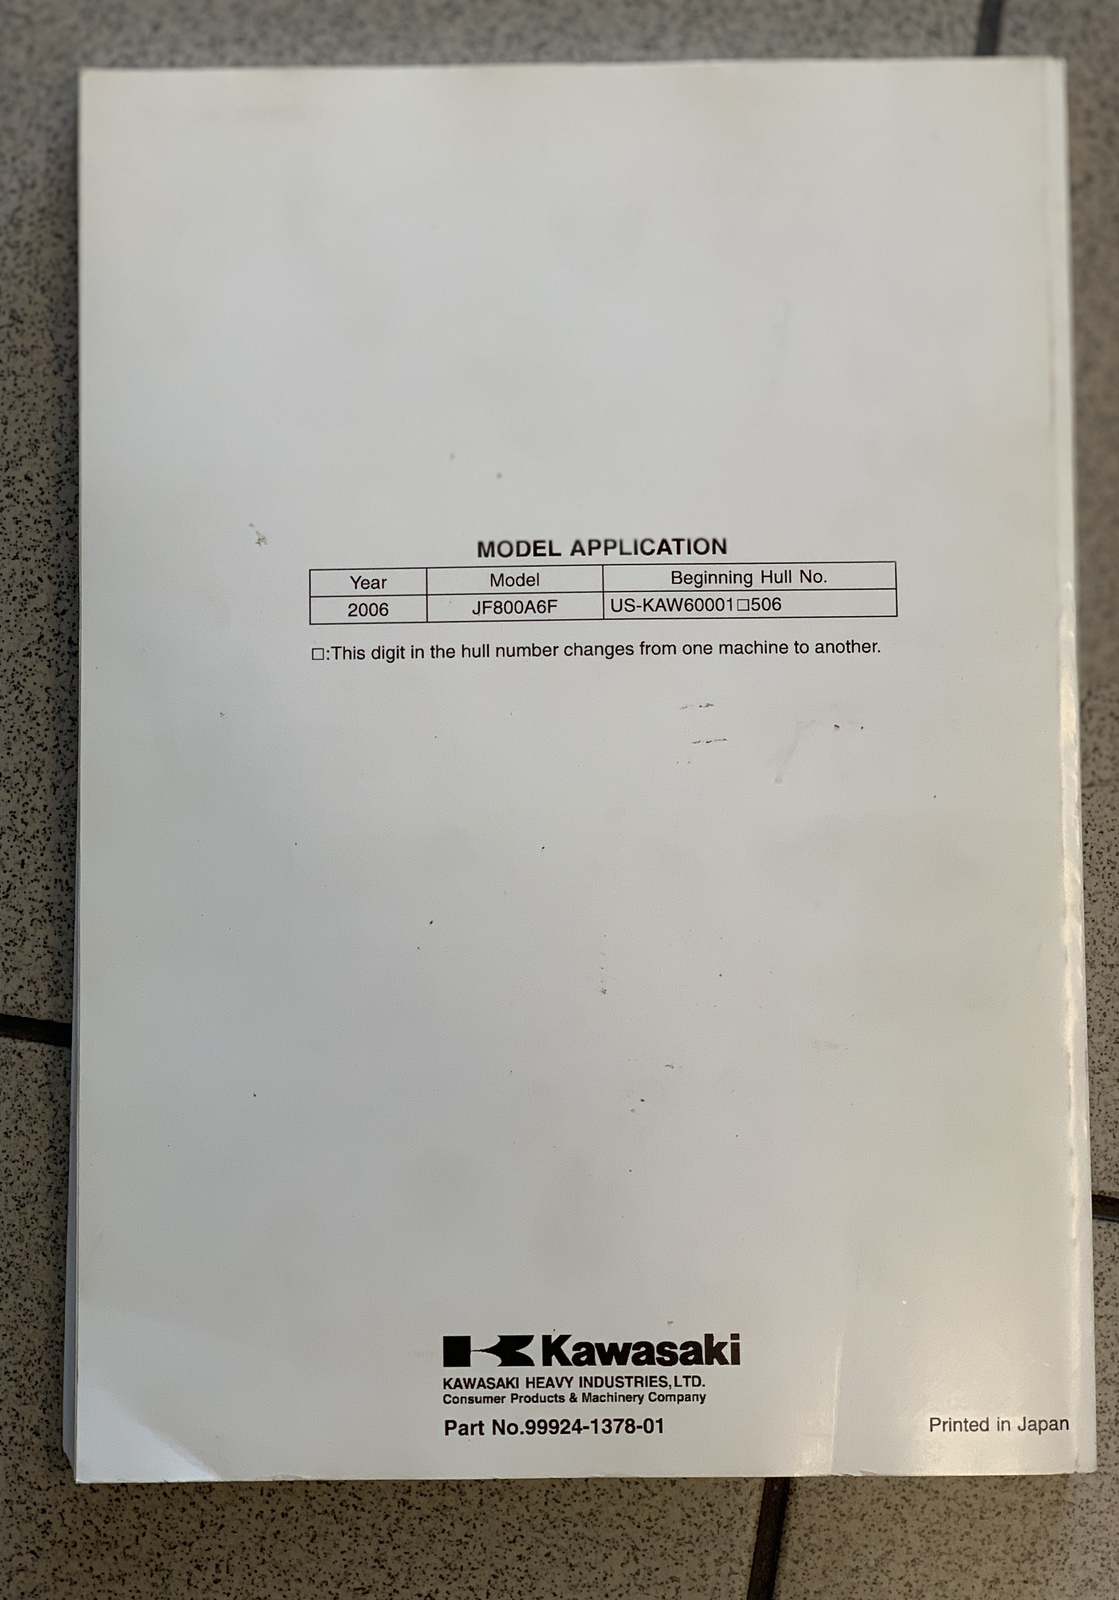 MODEL APPLICATION
Year Model Beginning Hull No.
2006 JF800A6F US-KAW60001□506
□:This digit in the hull number changes from one machine to another.
Kawasaki
KAWASAKI HEAVY INDUSTRIES,LTD.
Consumer Products & Machinery Company
Part No.99924-1378-01
Printed in Japan